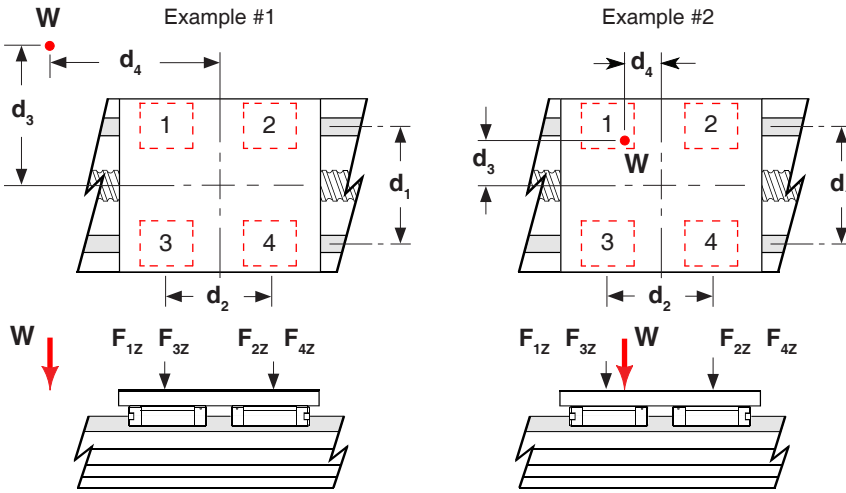 Example #1
W
d4
d3
1 2
d1
3 4
d2
W F1Z F3Z F2Z F4Z
Example #2
d4
1 2
d3
W
d
3 4
d2
F1Z F3Z W F2Z F4Z